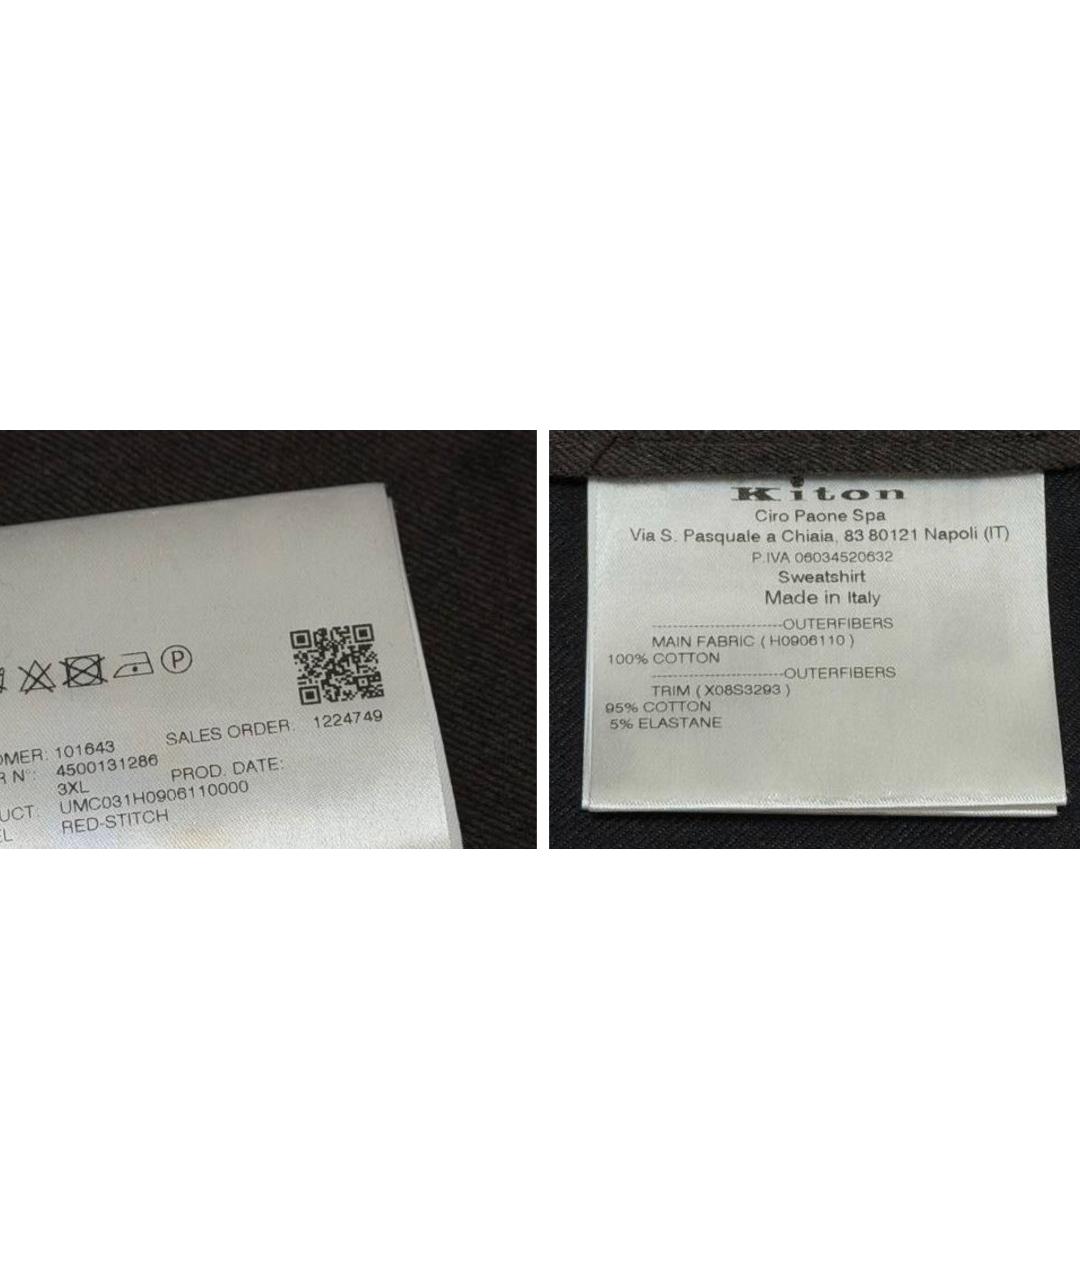 P
SALES ORDER: 1224749
OMER: 101643
R N°: 4500131286
3XL PROD. DATE:
UCT: UMC031H0906110000
EL RED-STITCH
Kiton
Ciro Paone Spa
Via S. Pasquale a Chiaia, 83 80121 Napoli (IT)
P.IVA 06034520632
Sweatshirt
Made in Italy
-----------------------OUTERFIBERS
MAIN FABRIC ( H0906110 )
100% COTTON
-----------------------OUTERFIBERS
TRIM ( X08S3293 )
95% COTTON
5% ELASTANE